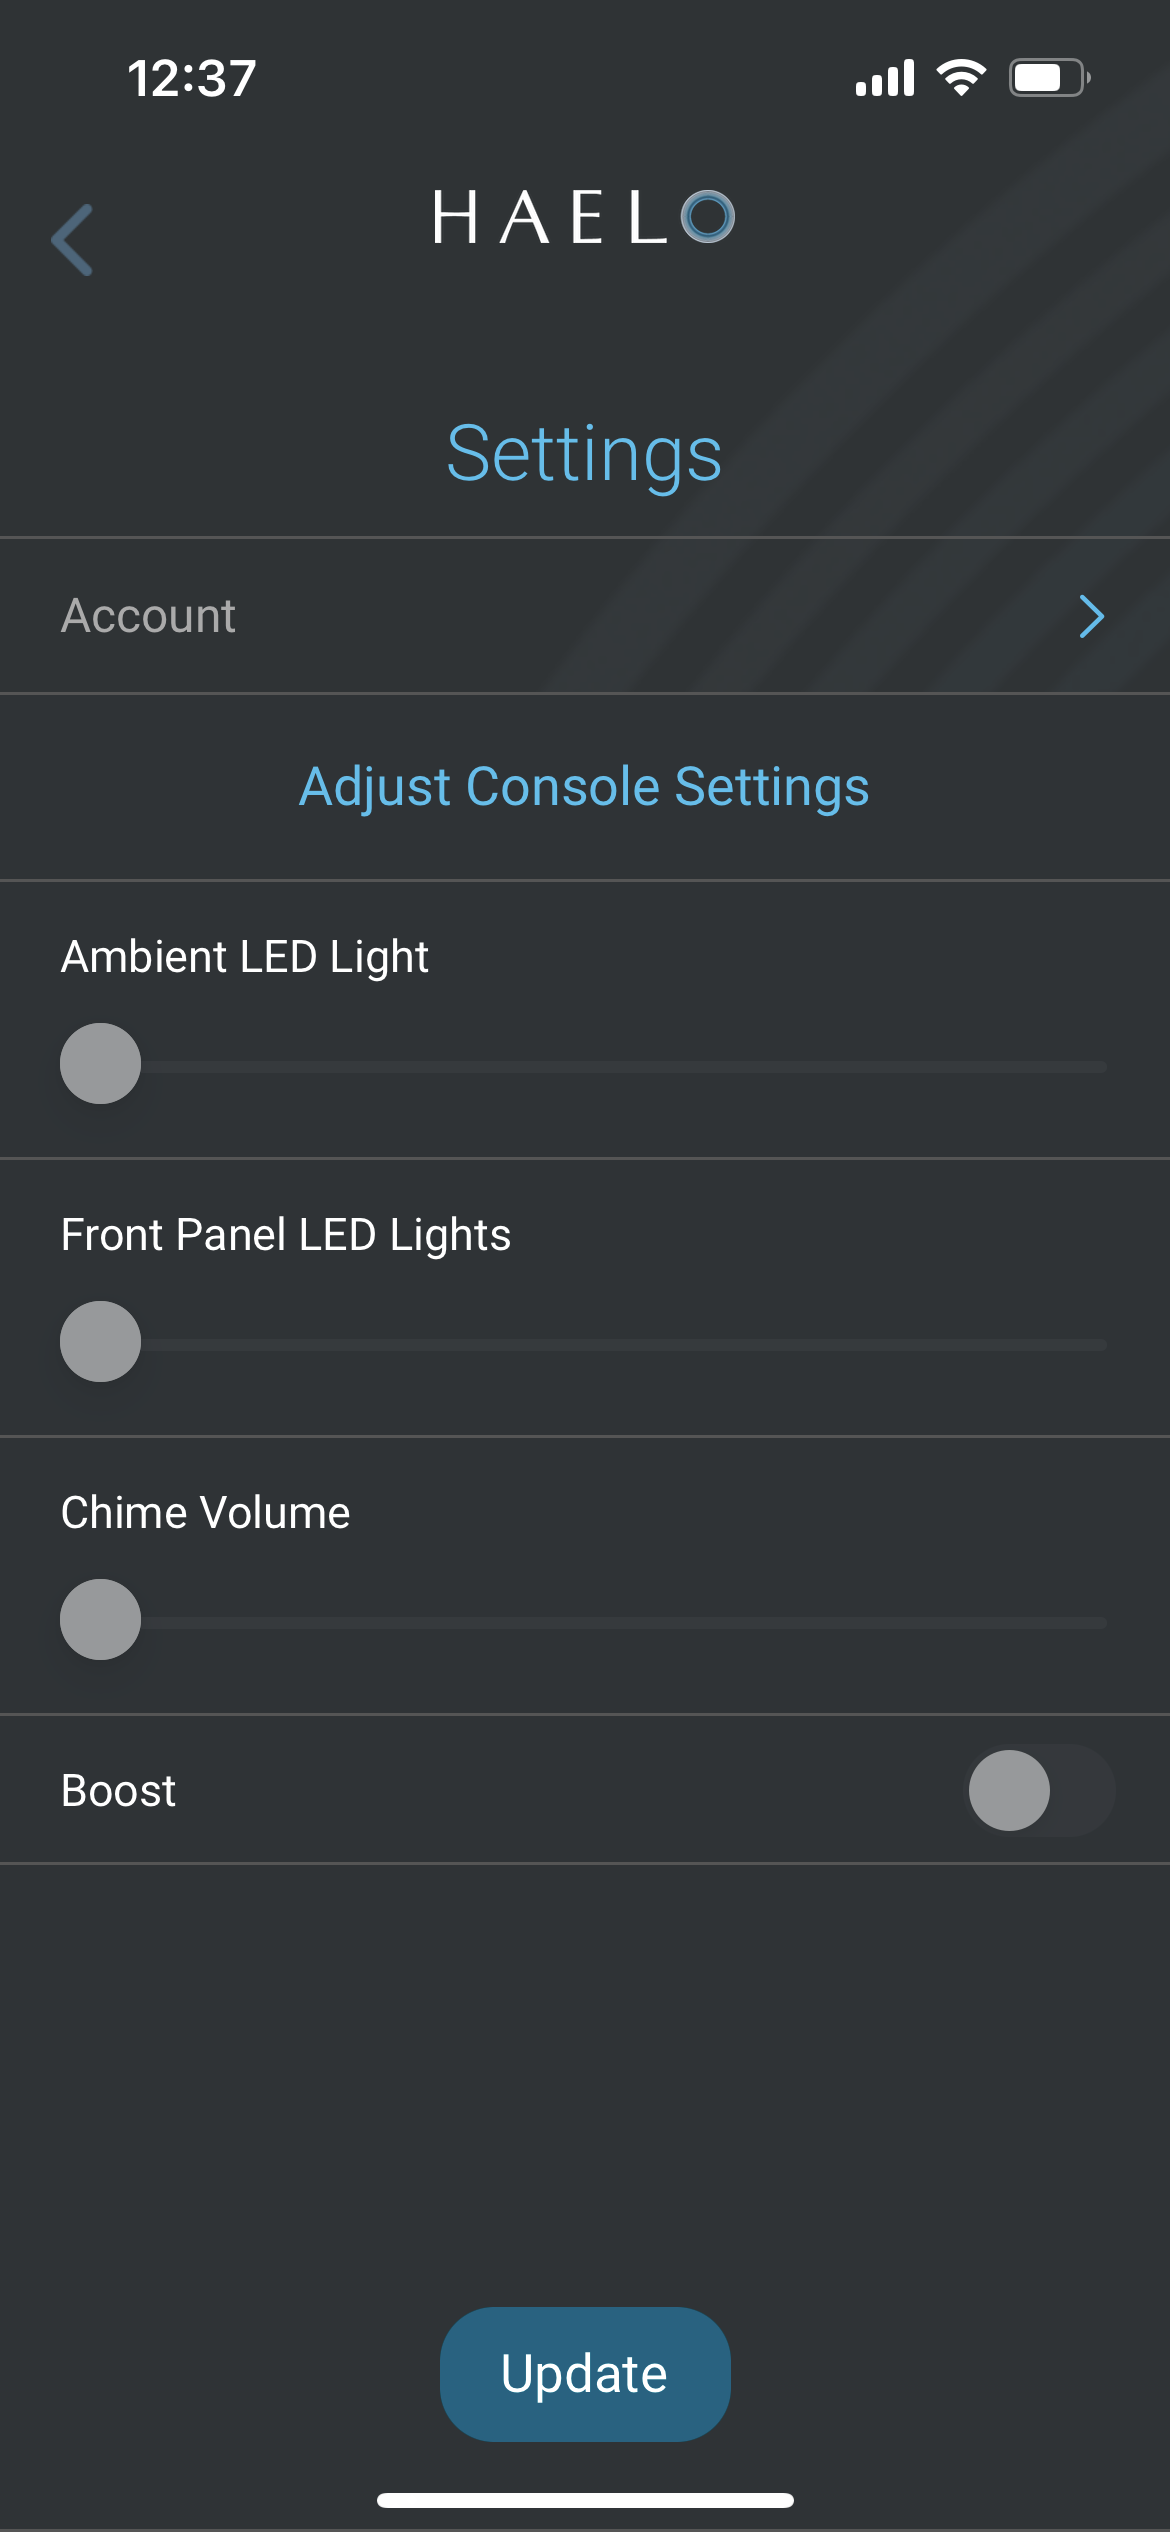 12:37
HAELO
Settings
Account
Adjust Console Settings
Ambient LED Light
Front Panel LED Lights
Chime Volume
Boost
Update